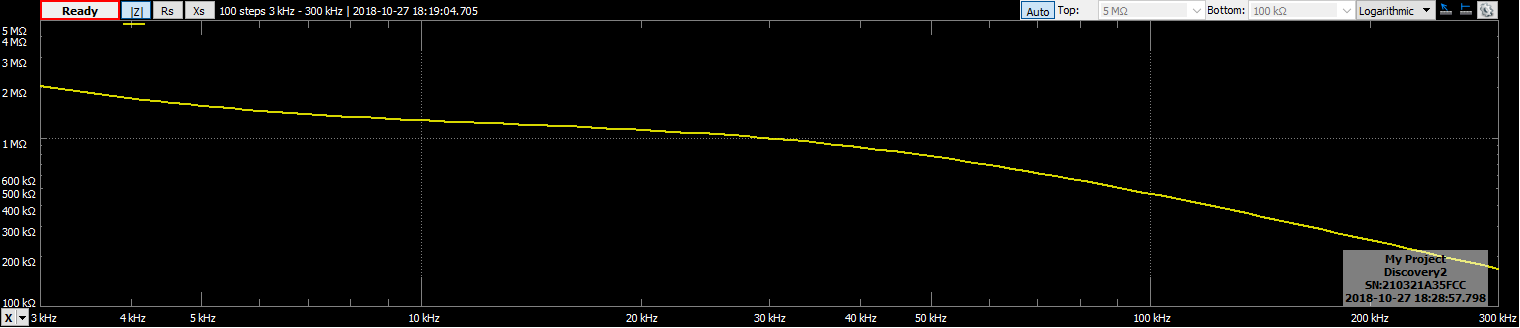 Ready |Z| Rs Xs 100 steps 3 kHz - 300 kHz | 2018-10-27 18:19:04.705 Auto Top: 5 MΩ Bottom: 100 kΩ Logarithmic
5 MΩ
4 MΩ
3 MΩ
2 MΩ
1 MΩ
600 kΩ
500 kΩ
400 kΩ
300 kΩ
200 kΩ
100 kΩ
My Project
Discovery2
SN:210321A35FCC
2018-10-27 18:28:57.798
X 3 kHz 4 kHz 5 kHz 10 kHz 20 kHz 30 kHz 40 kHz 50 kHz 100 kHz 200 kHz 300 kHz